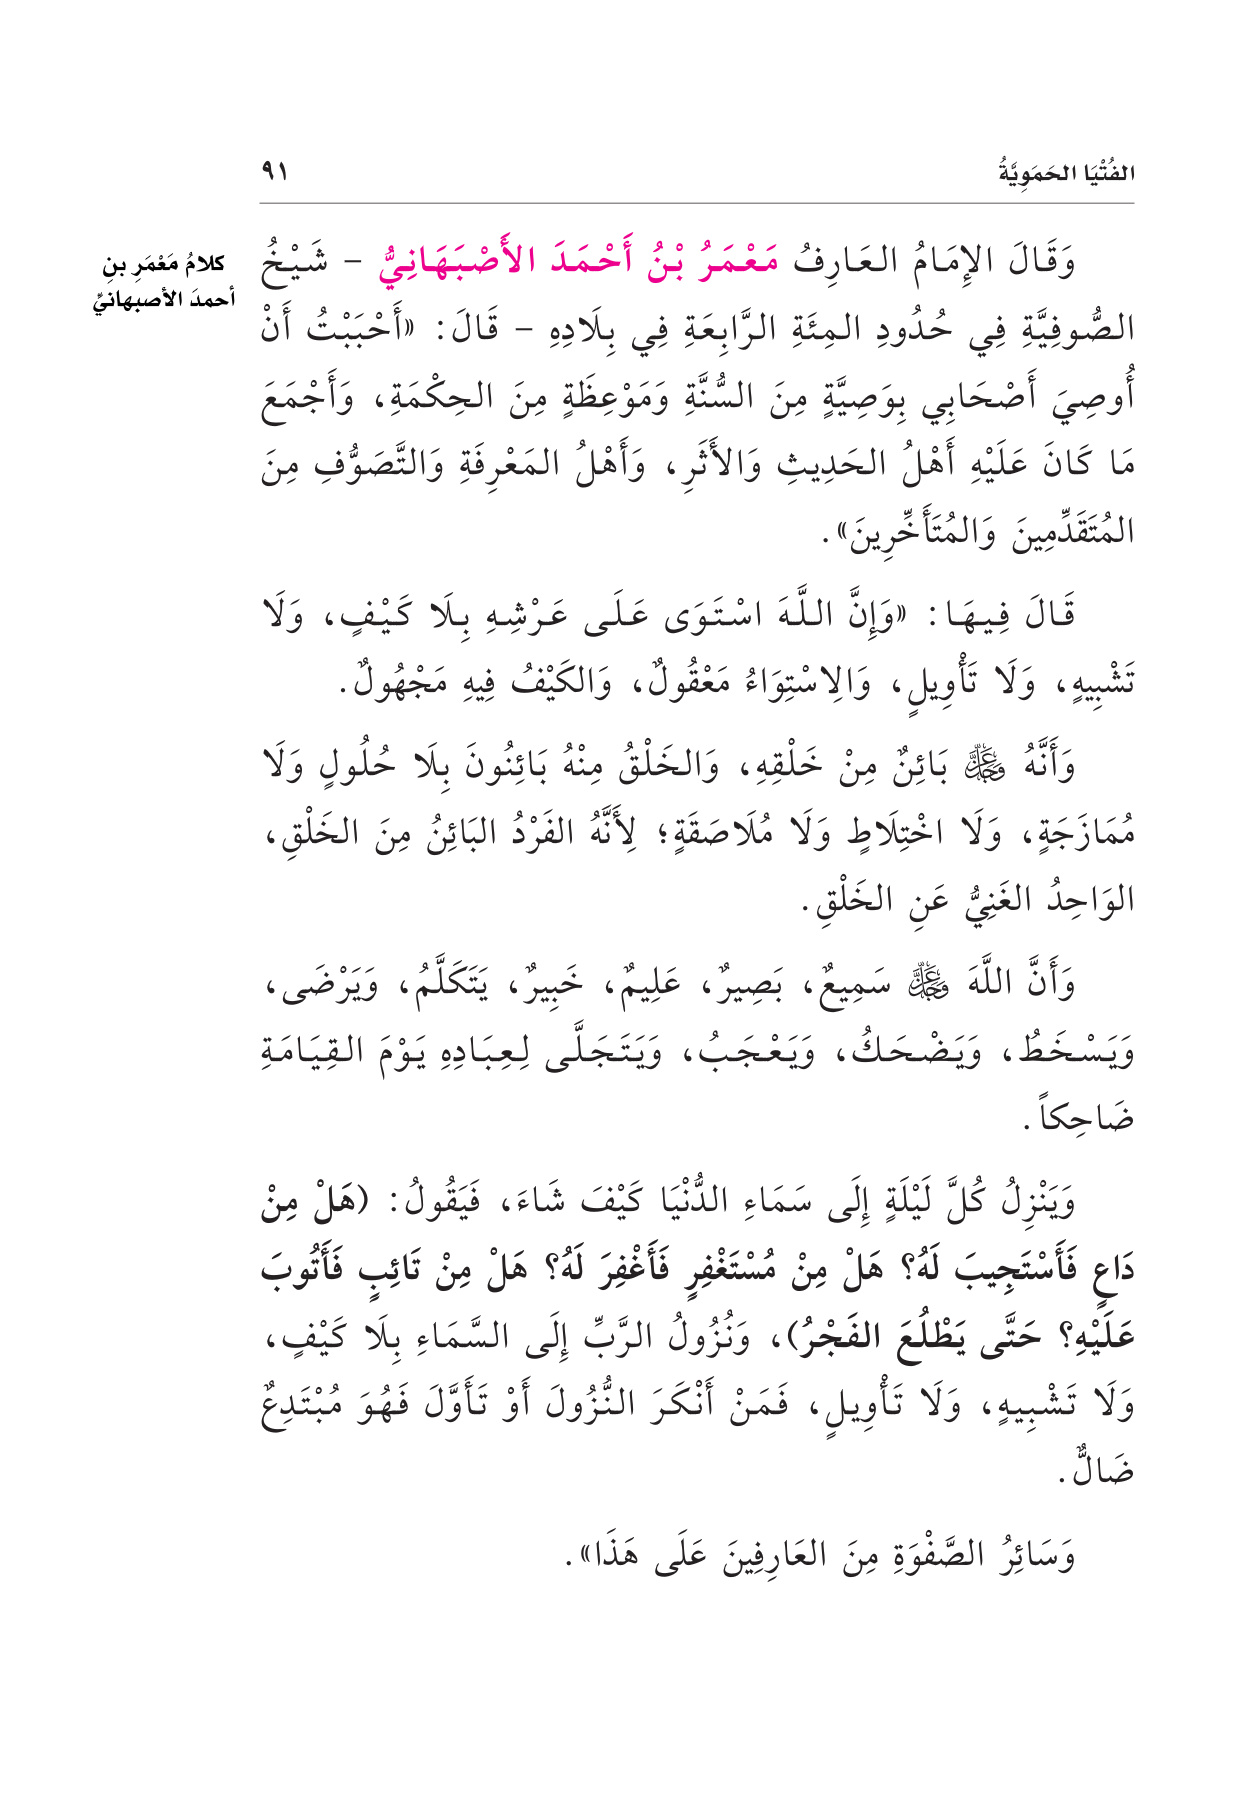 الفُتْيَا الحَمَوِيَّةُ
٩١
وَقَالَ الإِمَامُ العَارِفُ مَعْمَرُ بْنُ أَحْمَدَ الأَصْبَهَانِيُّ – شَيْخُ
كلامُ مَعْمَرِ بنِ
أحمدَ الأصبهانيِّ
الصُّوفِيَّةِ فِي حُدُودِ المِئَةِ الرَّابِعَةِ فِي بِلَادِهِ – قَالَ: «أَحْبَبْتُ أَنْ
أُوصِيَ أَصْحَابِي بِوَصِيَّةٍ مِنَ السُّنَّةِ وَمَوْعِظَةٍ مِنَ الحِكْمَةِ، وَأَجْمَعَ
مَا كَانَ عَلَيْهِ أَهْلُ الحَدِيثِ وَالأَثَرِ، وَأَهْلُ المَعْرِفَةِ وَالتَّصَوُّفِ مِنَ
المُتَقَدِّمِينَ وَالمُتَأَخِّرِينَ».
قَالَ فِيهَا: «وَإِنَّ اللَّهَ اسْتَوَى عَلَى عَرْشِهِ بِلَا كَيْفٍ، وَلَا
تَشْبِيهٍ، وَلَا تَأْوِيلٍ، وَالِاسْتِوَاءُ مَعْقُولٌ، وَالكَيْفُ فِيهِ مَجْهُولٌ.
وَأَنَّهُ ﷻ بَائِنٌ مِنْ خَلْقِهِ، وَالخَلْقُ مِنْهُ بَائِنُونَ بِلَا حُلُولٍ وَلَا
مُمَازَجَةٍ، وَلَا اخْتِلَاطٍ وَلَا مُلَاصَقَةٍ؛ لِأَنَّهُ الفَرْدُ البَائِنُ مِنَ الخَلْقِ،
الوَاحِدُ الغَنِيُّ عَنِ الخَلْقِ.
وَأَنَّ اللَّهَ ﷻ سَمِيعٌ، بَصِيرٌ، عَلِيمٌ، خَبِيرٌ، يَتَكَلَّمُ، وَيَرْضَى،
وَيَسْخَطُ، وَيَضْحَكُ، وَيَعْجَبُ، وَيَتَجَلَّى لِعِبَادِهِ يَوْمَ القِيَامَةِ
ضَاحِكاً.
وَيَنْزِلُ كُلَّ لَيْلَةٍ إِلَى سَمَاءِ الدُّنْيَا كَيْفَ شَاءَ، فَيَقُولُ: (هَلْ مِنْ
دَاعٍ فَأَسْتَجِيبَ لَهُ؟ هَلْ مِنْ مُسْتَغْفِرٍ فَأَغْفِرَ لَهُ؟ هَلْ مِنْ تَائِبٍ فَأَتُوبَ
عَلَيْهِ؟ حَتَّى يَطْلُعَ الفَجْرُ)، وَنُزُولُ الرَّبِّ إِلَى السَّمَاءِ بِلَا كَيْفٍ،
وَلَا تَشْبِيهٍ، وَلَا تَأْوِيلٍ، فَمَنْ أَنْكَرَ النُّزُولَ أَوْ تَأَوَّلَ فَهُوَ مُبْتَدِعٌ
ضَالٌّ.
وَسَائِرُ الصَّفْوَةِ مِنَ العَارِفِينَ عَلَى هَذَا».